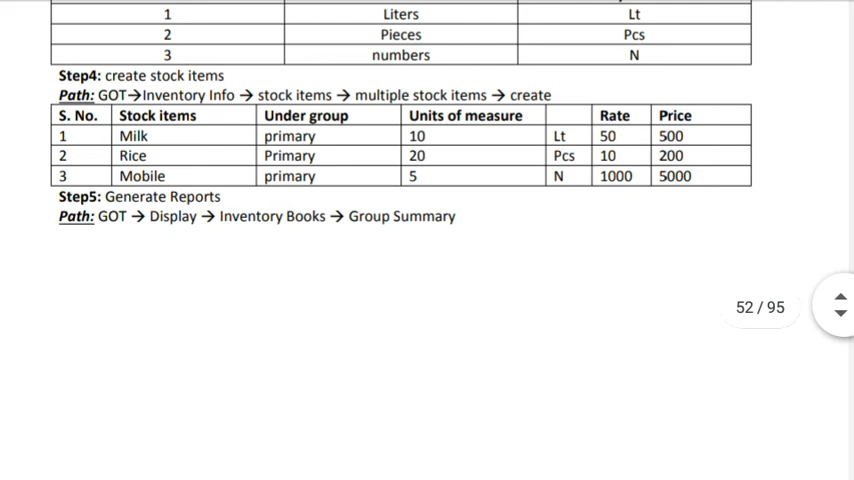 1 Liters Lt
2 Pieces Pcs
3 numbers N
Step4: create stock items
Path: GOT→Inventory Info → stock items → multiple stock items → create
S. No. Stock items Under group Units of measure Rate Price
1 Milk primary 10 Lt 50 500
2 Rice Primary 20 Pcs 10 200
3 Mobile primary 5 N 1000 5000
Step5: Generate Reports
Path: GOT → Display → Inventory Books → Group Summary
52 / 95